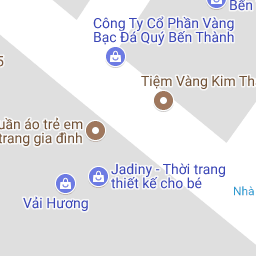 Bến
Công Ty Cổ Phần Vàng
Bạc Đá Quý Bến Thành
5
Tiệm Vàng Kim Th
uần áo trẻ em
trang gia đình
Jadiny - Thời trang
thiết kế cho bé
Vải Hương
Nhà